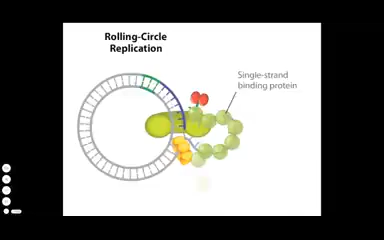 Rolling-Circle
Replication
Single-strand
binding protein